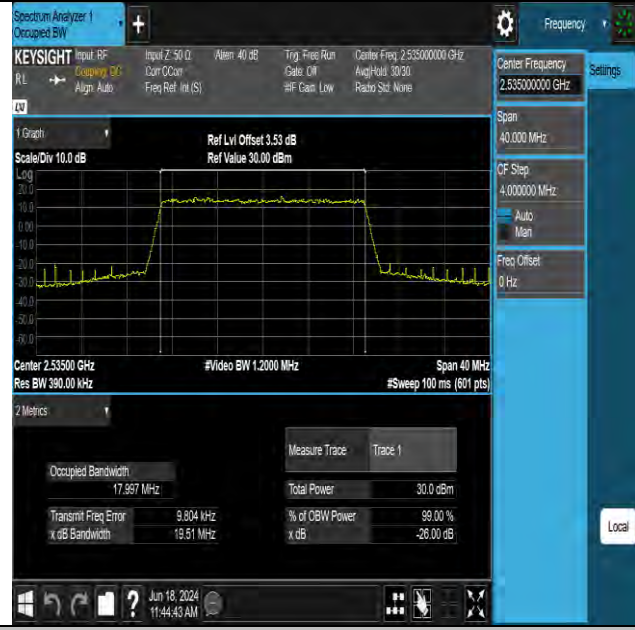 Spectrum Analyzer 1
Occupied BW
+
Frequency
KEYSIGHT Input: RF
RL
Coupling: DC
Align: Auto
Input Z: 50 Ω
Corr CCorr
Freq Ref: Int (S)
Atten: 40 dB
Trig: Free Run
Gate: Off
#IF Gain: Low
Center Freq: 2.535000000 GHz
Avg|Hold: 30/30
Radio Std: None
LXI
Center Frequency
2.535000000 GHz
Settings
Span
40.000 MHz
CF Step
4.000000 MHz
Auto
Man
Freq Offset
0 Hz
1 Graph
Scale/Div 10.0 dB
Ref Lvl Offset 3.53 dB
Ref Value 30.00 dBm
Log
20.0
10.0
0.00
-10.0
-20.0
-30.0
-40.0
-50.0
-60.0
Center 2.53500 GHz
Res BW 390.00 kHz
#Video BW 1.2000 MHz
Span 40 MHz
#Sweep 100 ms (601 pts)
2 Metrics
Measure Trace Trace 1
Occupied Bandwidth
17.997 MHz
Total Power 30.0 dBm
Transmit Freq Error 9.804 kHz
% of OBW Power 99.00 %
x dB Bandwidth 19.51 MHz
x dB -26.00 dB
Local
?
Jun 18, 2024
11:44:43 AM